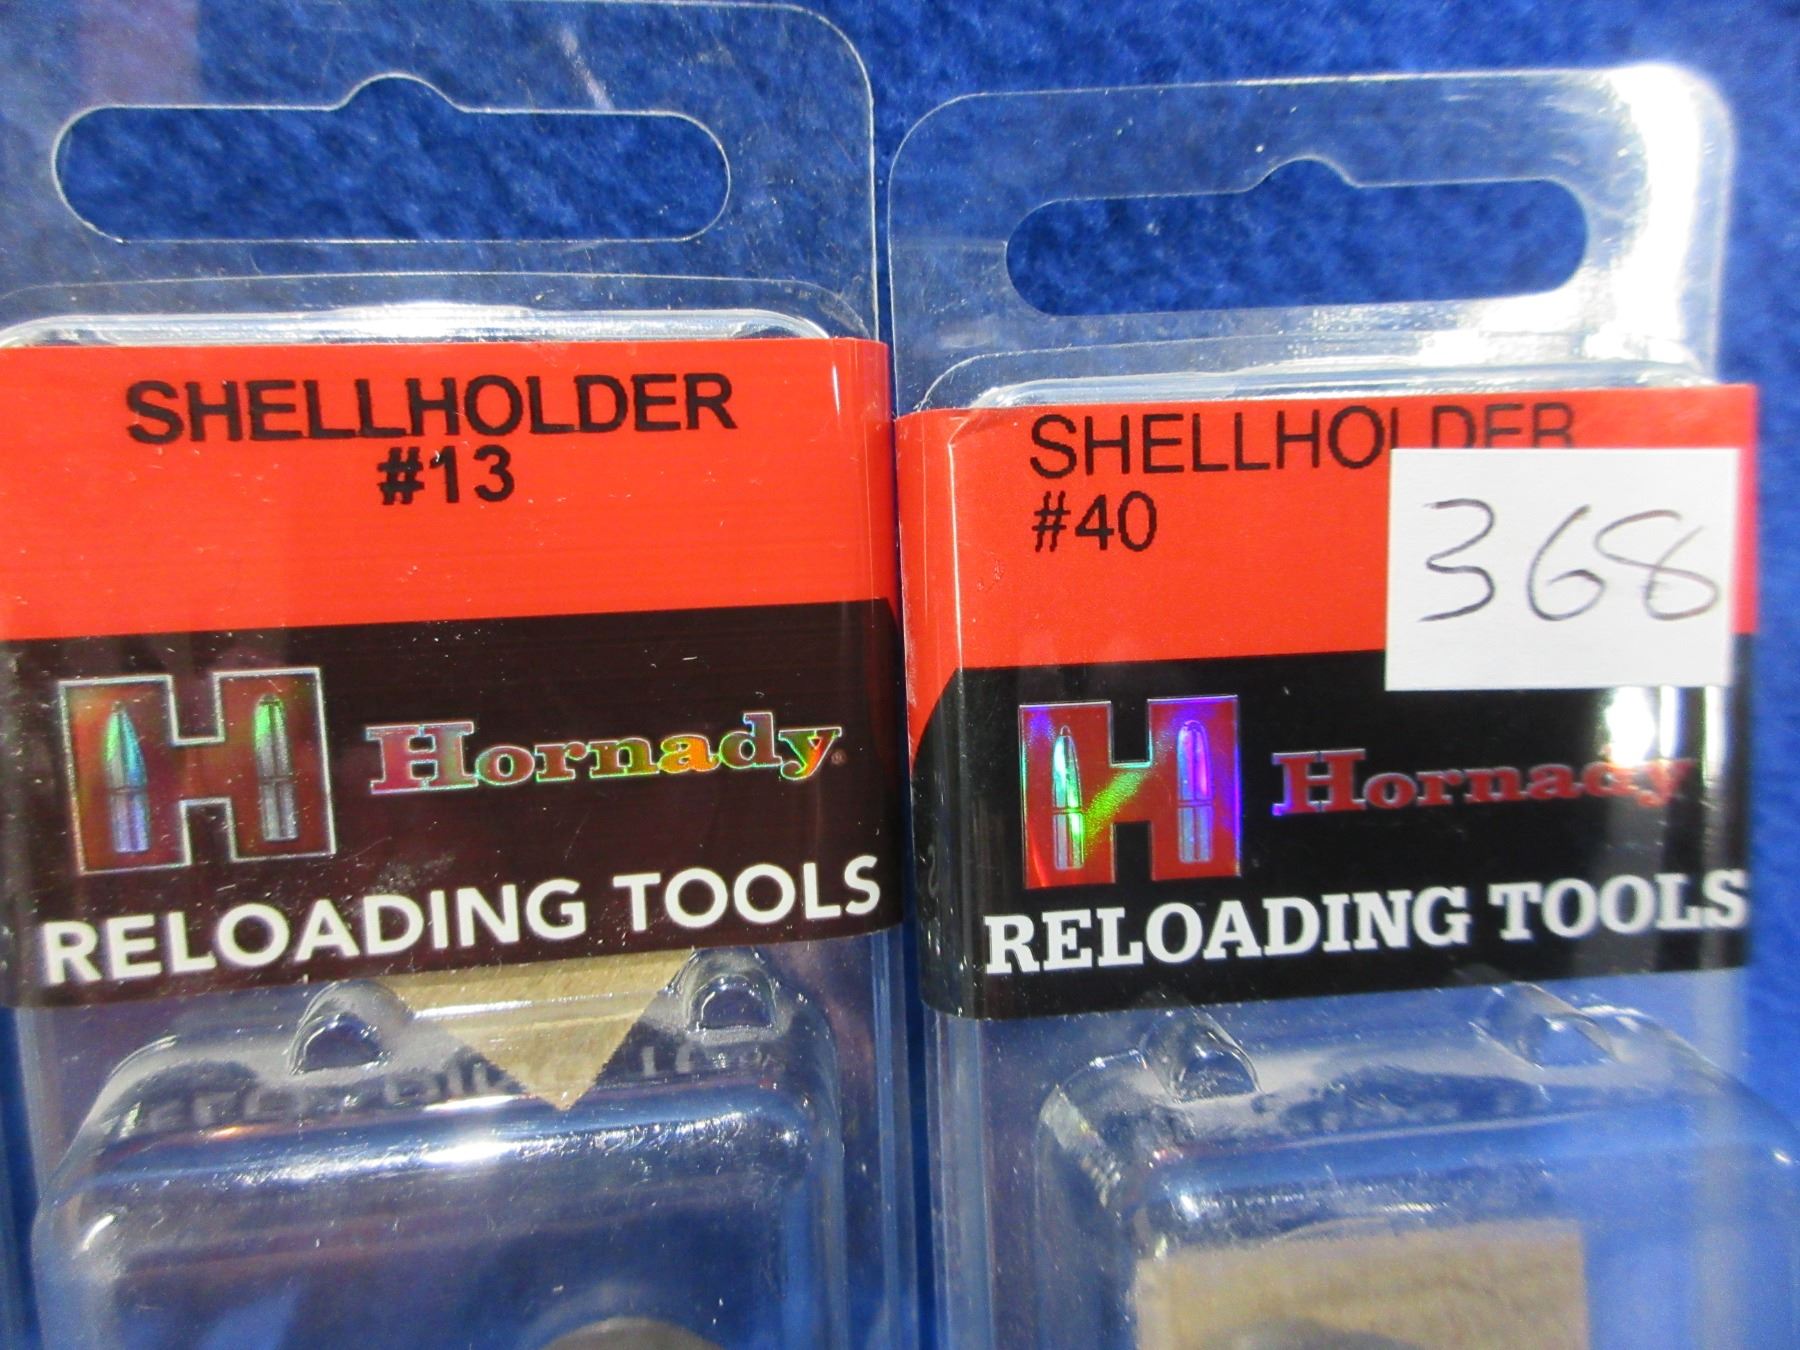 SHELLHOLDER
#13
H Hornady®
RELOADING TOOLS
SHELLHOLDER
#40
368
H Hornady
RELOADING TOOLS